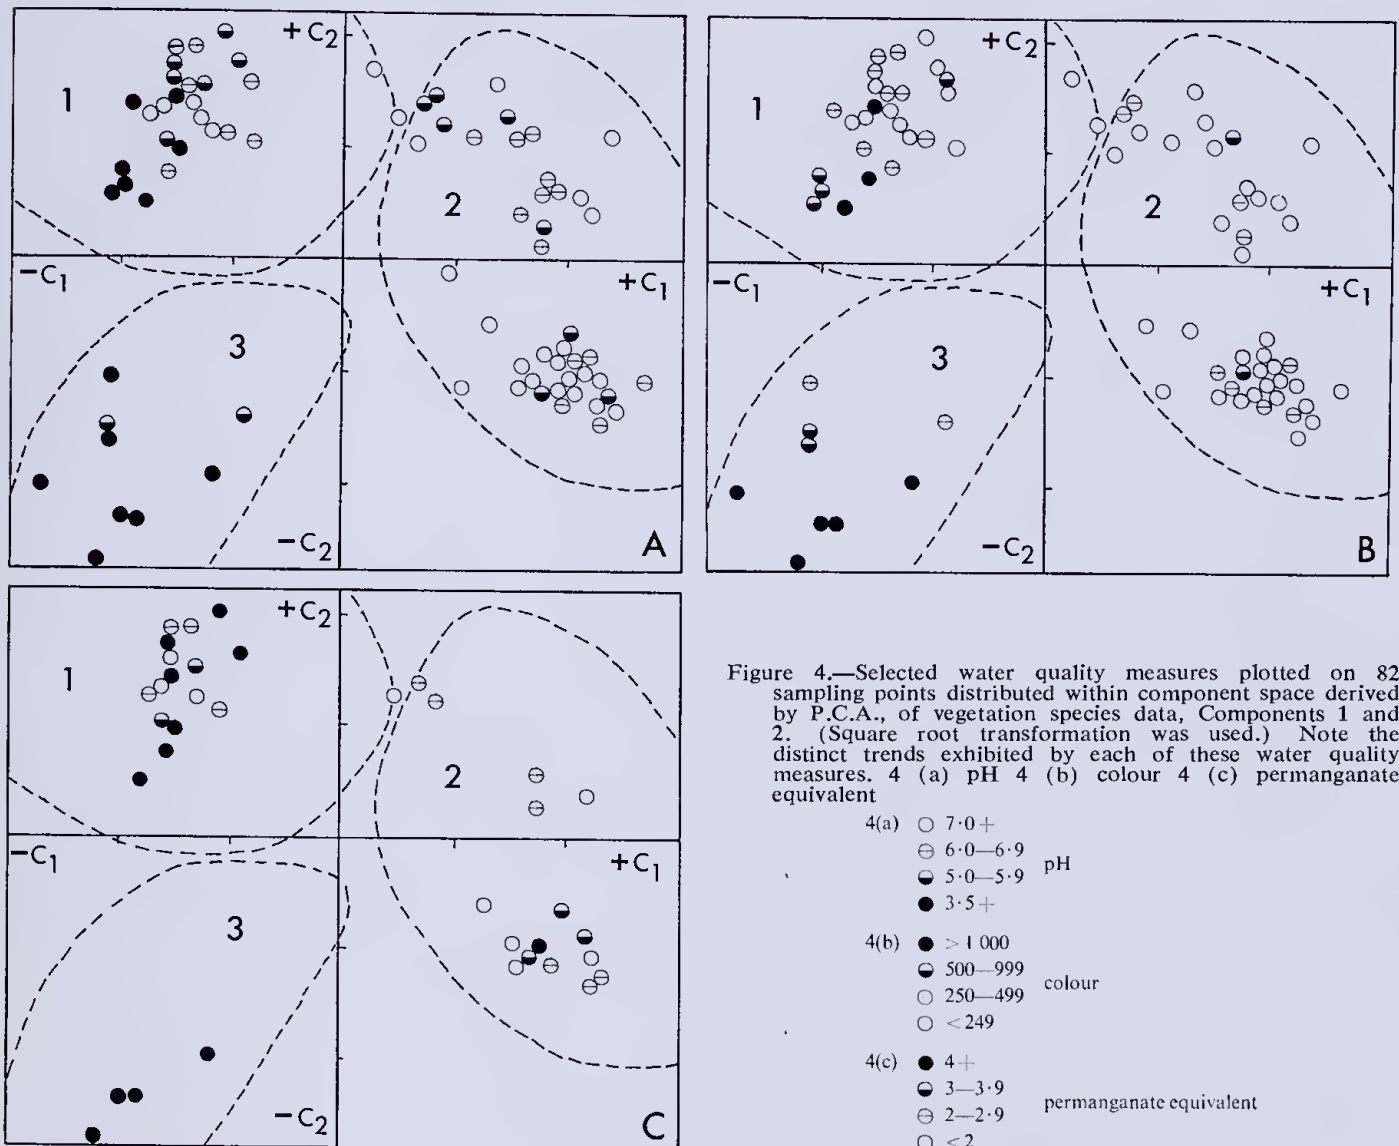 +C₂
1
2
−C₁
+C₁
3
−C₂
A
+C₂
1
2
−C₁
+C₁
3
−C₂
B
+C₂
1
2
−C₁
+C₁
3
−C₂
C
Figure 4.—Selected water quality measures plotted on 82
sampling points distributed within component space derived
by P.C.A., of vegetation species data, Components 1 and
2. (Square root transformation was used.) Note the
distinct trends exhibited by each of these water quality
measures. 4 (a) pH 4 (b) colour 4 (c) permanganate
equivalent
4(a) 7·0+
6·0—6·9
pH
5·0—5·9
3·5+
4(b) >1 000
500—999
colour
250—499
<249
4(c) 4+
3—3·9
permanganate equivalent
2—2·9
<2